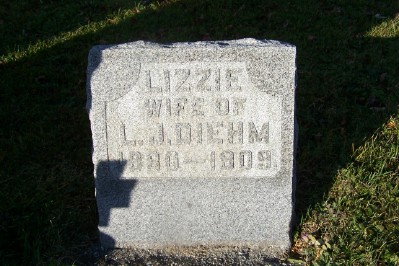 LIZZIE
WIFE OF
L. J. DIEHM
1880—1909